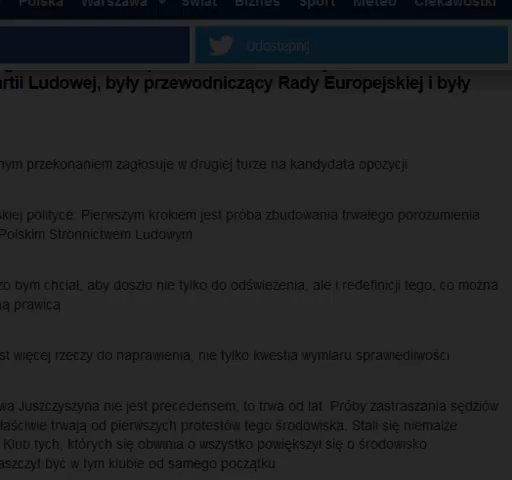 Polska Warszawa Świat Biznes Sport Meteo Ciekawostki
Udostępnij
rtii Ludowej, były przewodniczący Rady Europejskiej i były
nym przekonaniem zagłosuje w drugiej turze na kandydata opozycji
skiej polityce. Pierwszym krokiem jest próba zbudowania trwałego porozumienia
Polskim Stronnictwem Ludowym
zo bym chciał, aby doszło nie tylko do odświeżenia, ale i redefinicji tego, co można
ną prawicą
st więcej rzeczy do naprawienia, nie tylko kwestia wymiaru sprawiedliwości
wa Juszczyszyna nie jest precedensem, to trwa od lat. Próby zastraszania sędziów
łaściwie trwają od pierwszych protestów tego środowiska. Stali się niemalże
Klub tych, których się obwinia o wszystko powiększył się o środowisko
aszczyt być w tym klubie od samego początku